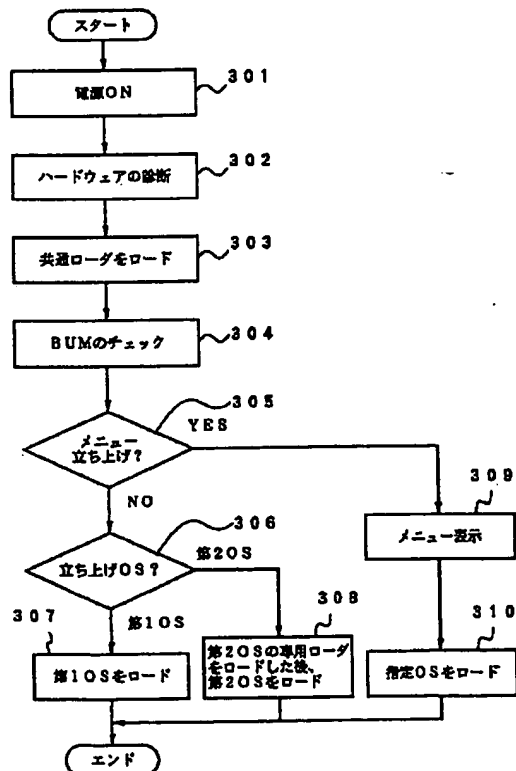 スタート
電源ON
301
ハードウェアの診断
302
共通ローダをロード
303
BUMのチェック
304
305
メニュー
立ち上げ?
YES
NO
306
立ち上げOS?
第2OS
第1OS
307
第1OSをロード
308
第2OSの専用ローダ
をロードした後、
第2OSをロード
309
メニュー表示
310
指定OSをロード
エンド